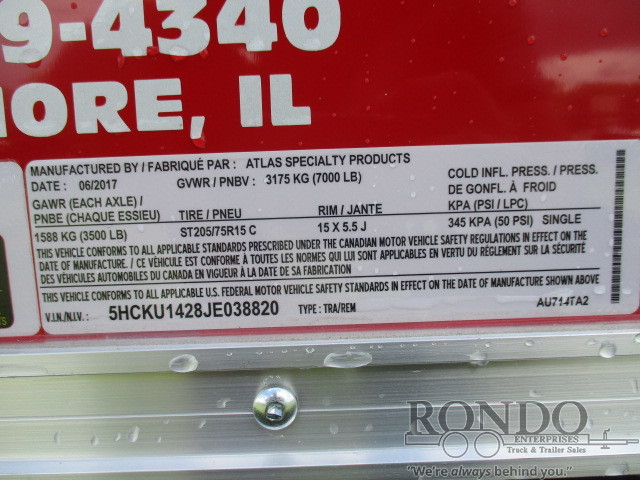 9-4340
MORE, IL
MANUFACTURED BY / FABRIQUÉ PAR : ATLAS SPECIALTY PRODUCTS
DATE : 06/2017 GVWR / PNBV : 3175 KG (7000 LB) COLD INFL. PRESS. / PRESS.
GAWR (EACH AXLE) / DE GONFL. À FROID
PNBE (CHAQUE ESSIEU) TIRE / PNEU RIM / JANTE KPA (PSI / LPC)
1588 KG (3500 LB) ST205/75R15 C 15 X 5.5 J 345 KPA (50 PSI) SINGLE
THIS VEHICLE CONFORMS TO ALL APPLICABLE STANDARDS PRESCRIBED UNDER THE CANADIAN MOTOR VEHICLE SAFETY REGULATIONS IN EFFECT ON THE
DATE OF MANUFACTURE. / CE VÉHICULE EST CONFORME À TOUTES LES NORMES QUI LUI SONT APPLICABLES EN VERTU DU RÈGLEMENT SUR LA SÉCURITÉ
DES VÉHICULES AUTOMOBILES DU CANADA EN VIGUEUR À LA DATE DE SA FABRICATION
THIS VEHICLE CONFORMS TO ALL APPLICABLE U.S. FEDERAL MOTOR VEHICLE SAFETY STANDARDS IN EFFECT ON THE DATE OF MANUFACTURE SHOWN ABOVE
V.I.N./N.I.V.: 5HCKU1428JE038820 TYPE: TRA/REM AU714TA2
RONDO
ENTERPRISES
Truck & Trailer Sales
"We're always behind you."